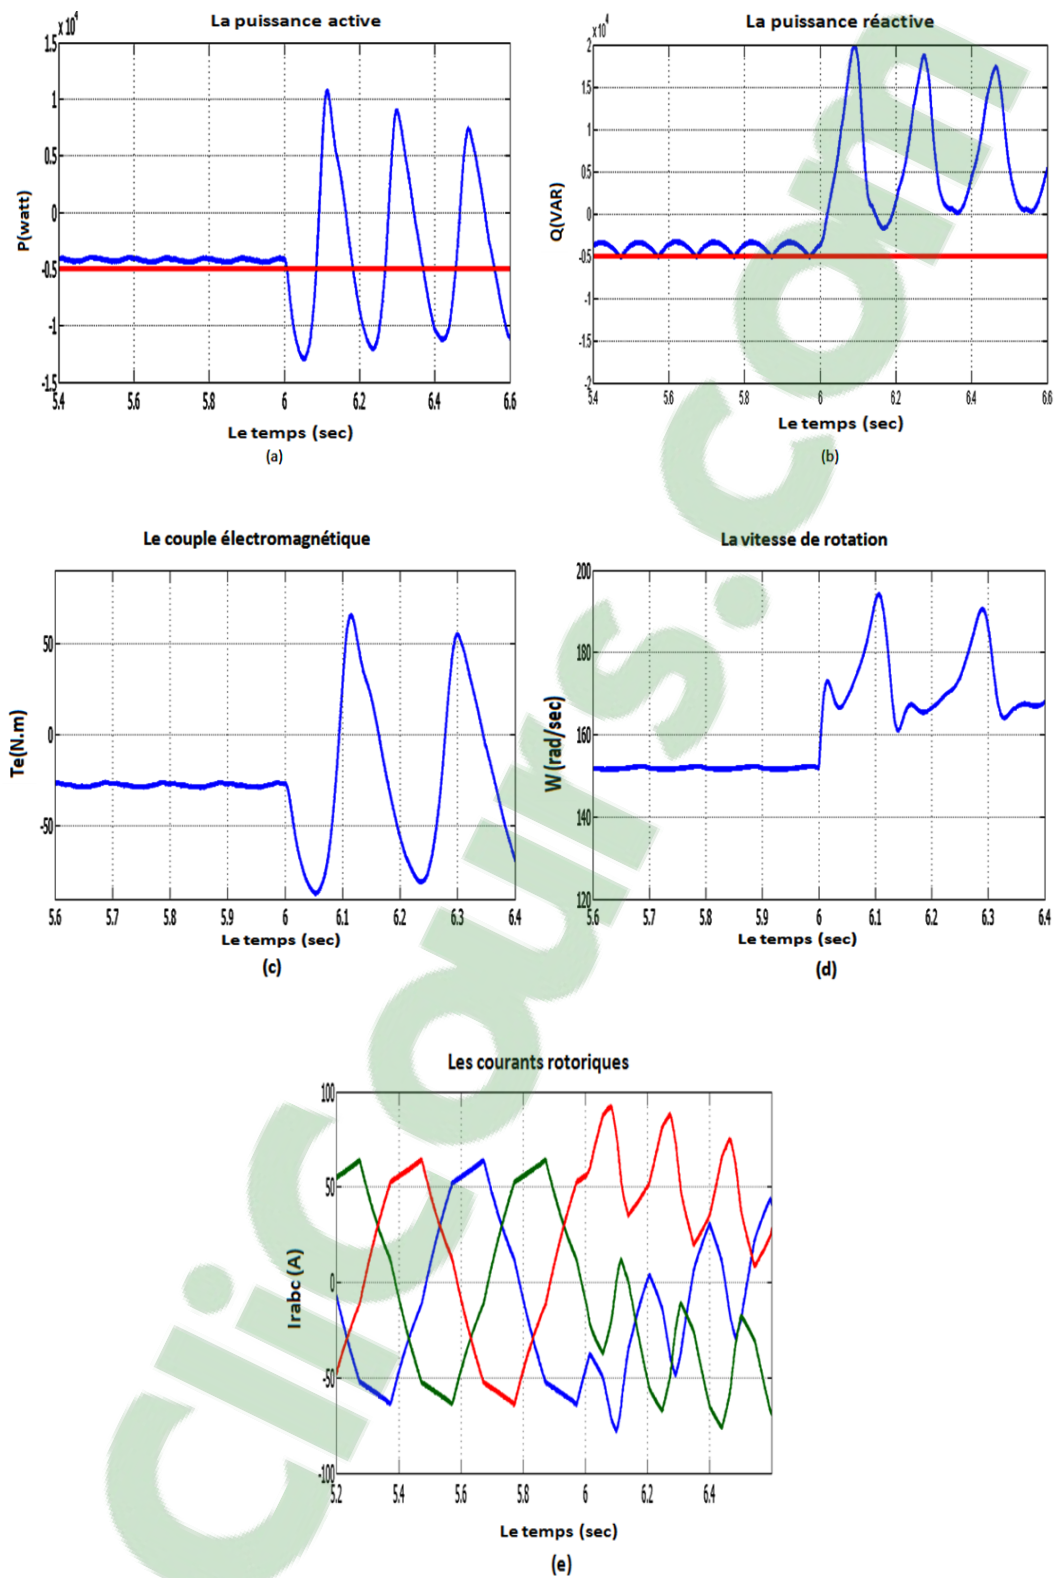 La puissance active
x10⁴
1.5
1
0.5
0
-0.5
-1
-1.5
P(watt)
5.4 5.6 5.8 6 6.2 6.4 6.6
Le temps (sec)
(a)
La puissance réactive
x10⁴
2
1.5
1
0.5
0
-0.5
-1
-1.5
-2
Q(VAR)
5.4 5.6 5.8 6 6.2 6.4 6.6
Le temps (sec)
(b)
Le couple électromagnétique
50
0
-50
Te(N.m)
5.6 5.7 5.8 5.9 6 6.1 6.2 6.3 6.4
Le temps (sec)
(c)
La vitesse de rotation
200
180
160
150
120
W (rad/sec)
5.6 5.7 5.8 5.9 6 6.1 6.2 6.3 6.4
Le temps (sec)
(d)
Les courants rotoriques
100
50
0
-50
-100
Irabc (A)
5.2 5.4 5.6 5.8 6 6.2 6.4
Le temps (sec)
(e)
Clicours.com